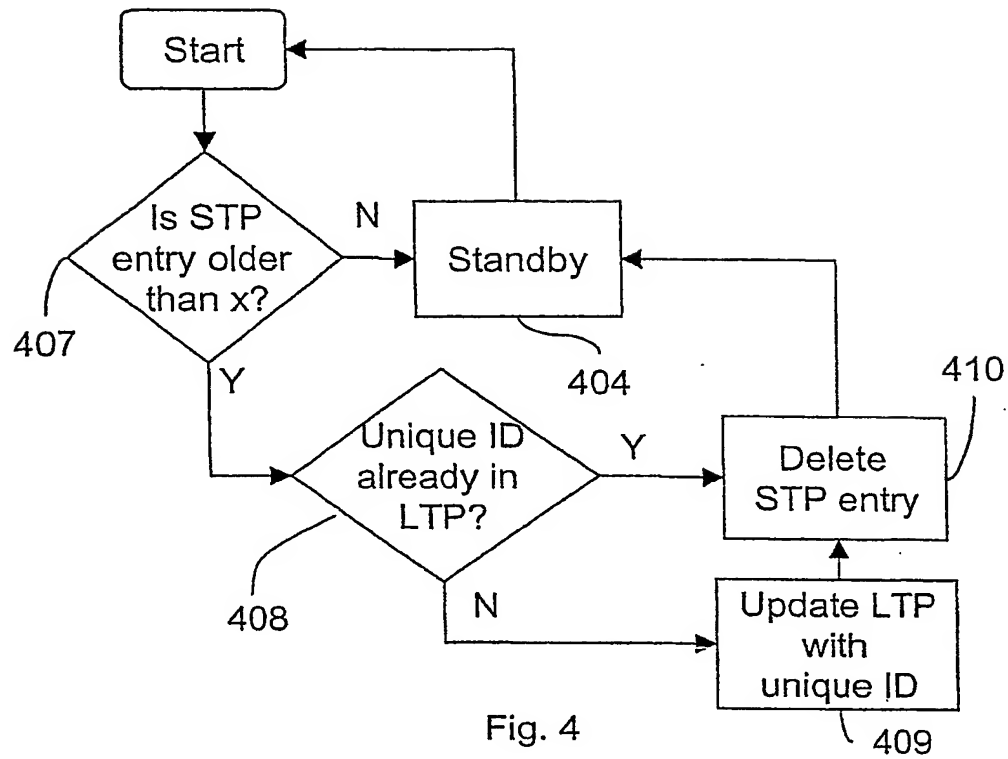 Start
Is STP
entry older
than x?
N
Standby
407
404
Y
410
Unique ID
already in
LTP?
Y
Delete
STP entry
408
N
Update LTP
with
unique ID
409
Fig. 4